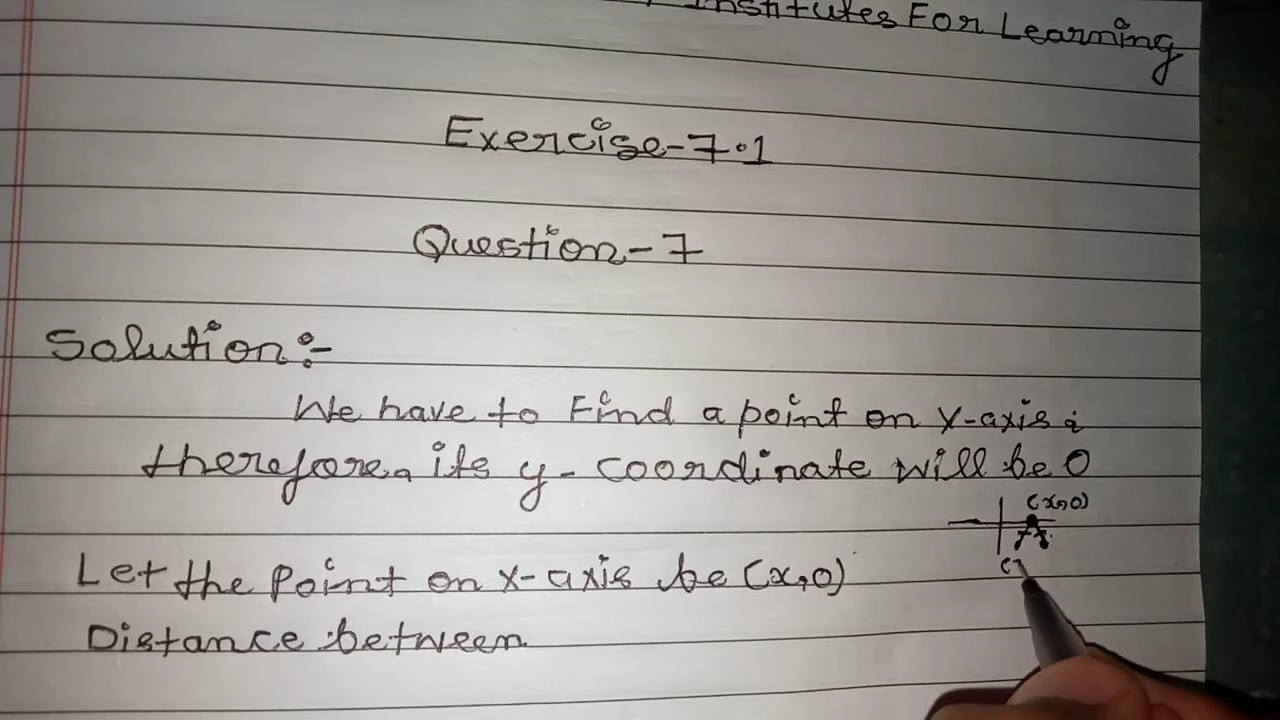 Institutes For Learning
Exercise-7.1
Question-7
Solution:-
We have to Find a point on X-axis;
therefore, its y-coordinate will be 0
(x,0)
Let the Point on X-axis be (x,0)
Distance between